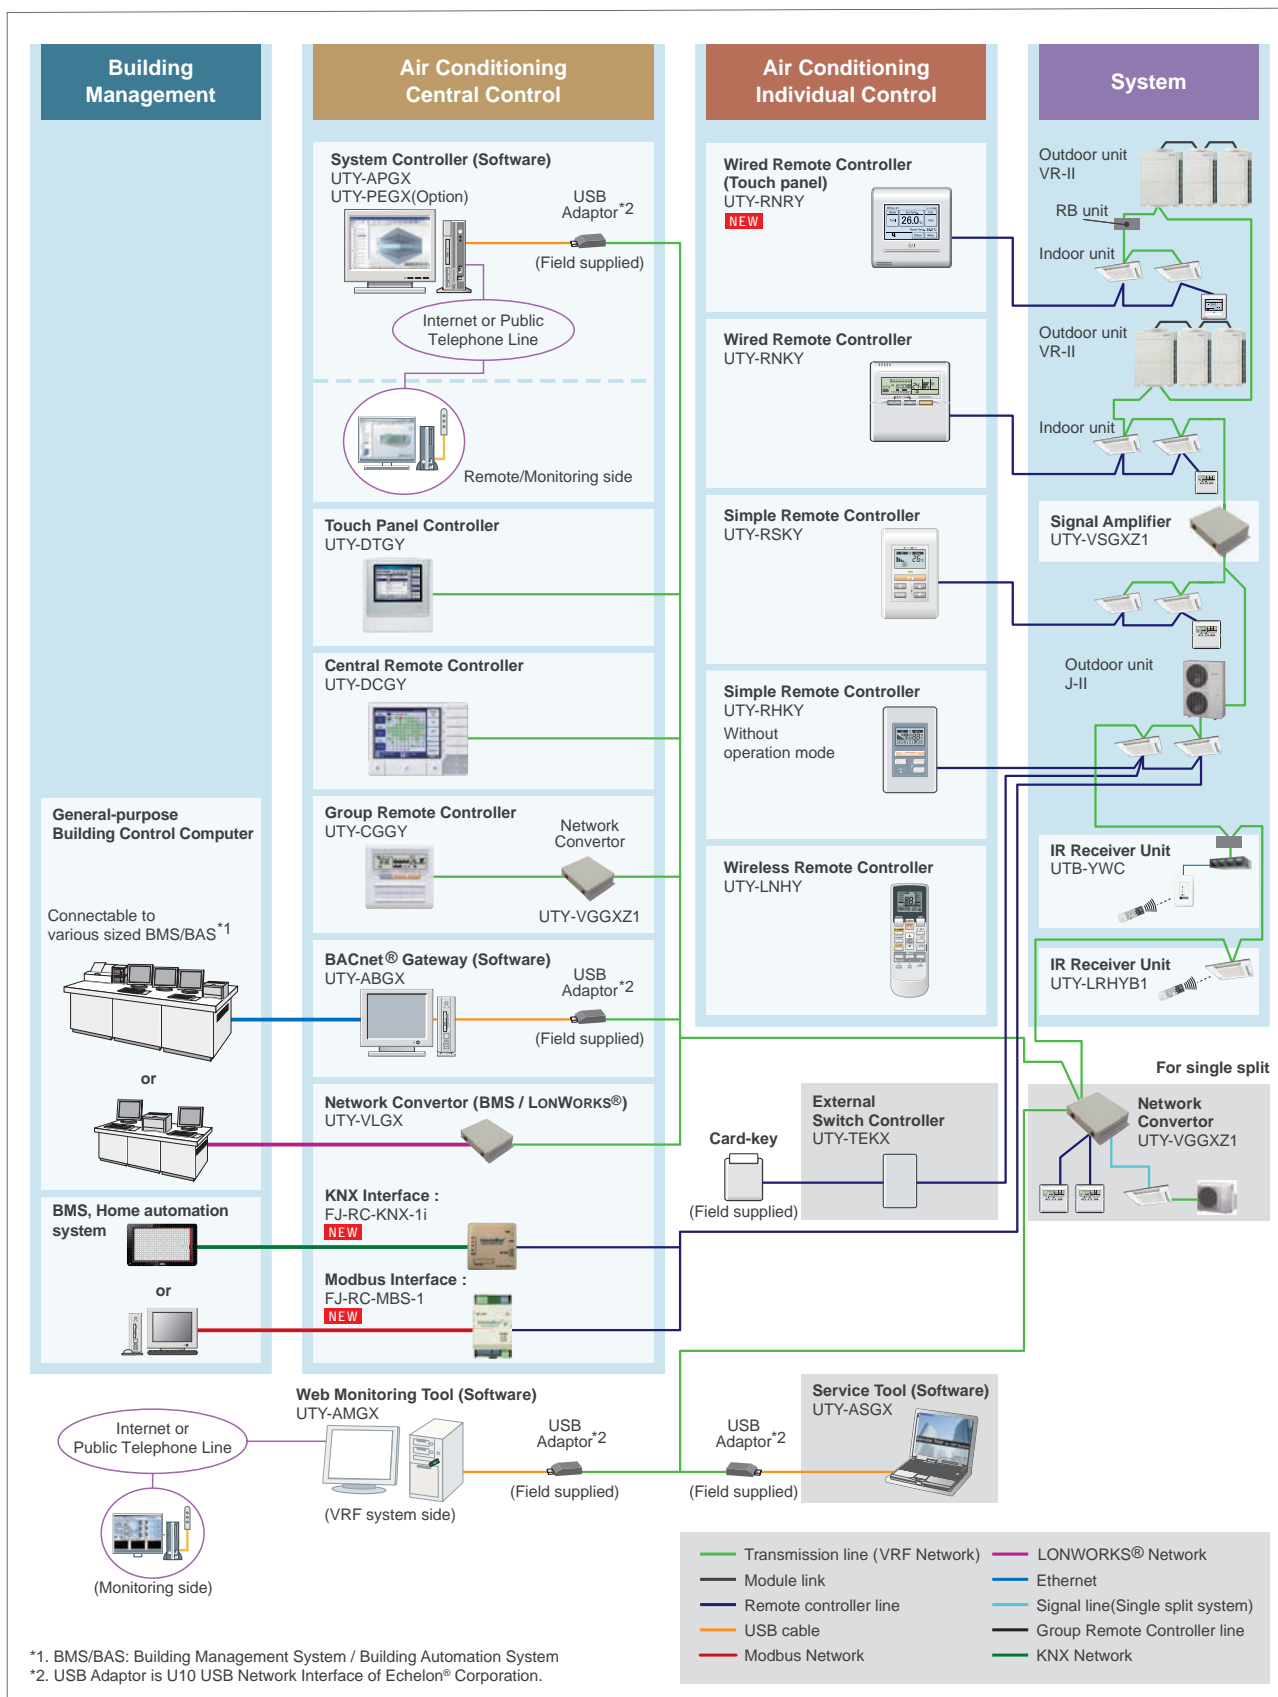 Building
Management
Air Conditioning
Central Control
Air Conditioning
Individual Control
System
System Controller (Software)
UTY-APGX
UTY-PEGX(Option)
USB
Adaptor*2
(Field supplied)
Internet or Public
Telephone Line
Remote/Monitoring side
Touch Panel Controller
UTY-DTGY
Central Remote Controller
UTY-DCGY
Group Remote Controller
UTY-CGGY
Network
Convertor
UTY-VGGXZ1
BACnet® Gateway (Software)
UTY-ABGX
USB
Adaptor*2
(Field supplied)
Network Convertor (BMS / LONWORKS®)
UTY-VLGX
KNX Interface :
FJ-RC-KNX-1i
NEW
Modbus Interface :
FJ-RC-MBS-1
NEW
General-purpose
Building Control Computer
Connectable to
various sized BMS/BAS*1
or
BMS, Home automation
system
or
Wired Remote Controller
(Touch panel)
UTY-RNRY
NEW
26.0
Wired Remote Controller
UTY-RNKY
Simple Remote Controller
UTY-RSKY
Simple Remote Controller
UTY-RHKY
Without
operation mode
Wireless Remote Controller
UTY-LNHY
Outdoor unit
VR-II
RB unit
Indoor unit
Outdoor unit
VR-II
Indoor unit
Signal Amplifier
UTY-VSGXZ1
Outdoor unit
J-II
IR Receiver Unit
UTB-YWC
IR Receiver Unit
UTY-LRHYB1
For single split
Network
Convertor
UTY-VGGXZ1
External
Switch Controller
UTY-TEKX
Card-key
(Field supplied)
Web Monitoring Tool (Software)
UTY-AMGX
(VRF system side)
Internet or
Public Telephone Line
(Monitoring side)
USB
Adaptor*2
(Field supplied)
USB
Adaptor*2
(Field supplied)
Service Tool (Software)
UTY-ASGX
Transmission line (VRF Network)
Module link
Remote controller line
USB cable
Modbus Network
LONWORKS® Network
Ethernet
Signal line(Single split system)
Group Remote Controller line
KNX Network
*1. BMS/BAS: Building Management System / Building Automation System
*2. USB Adaptor is U10 USB Network Interface of Echelon® Corporation.